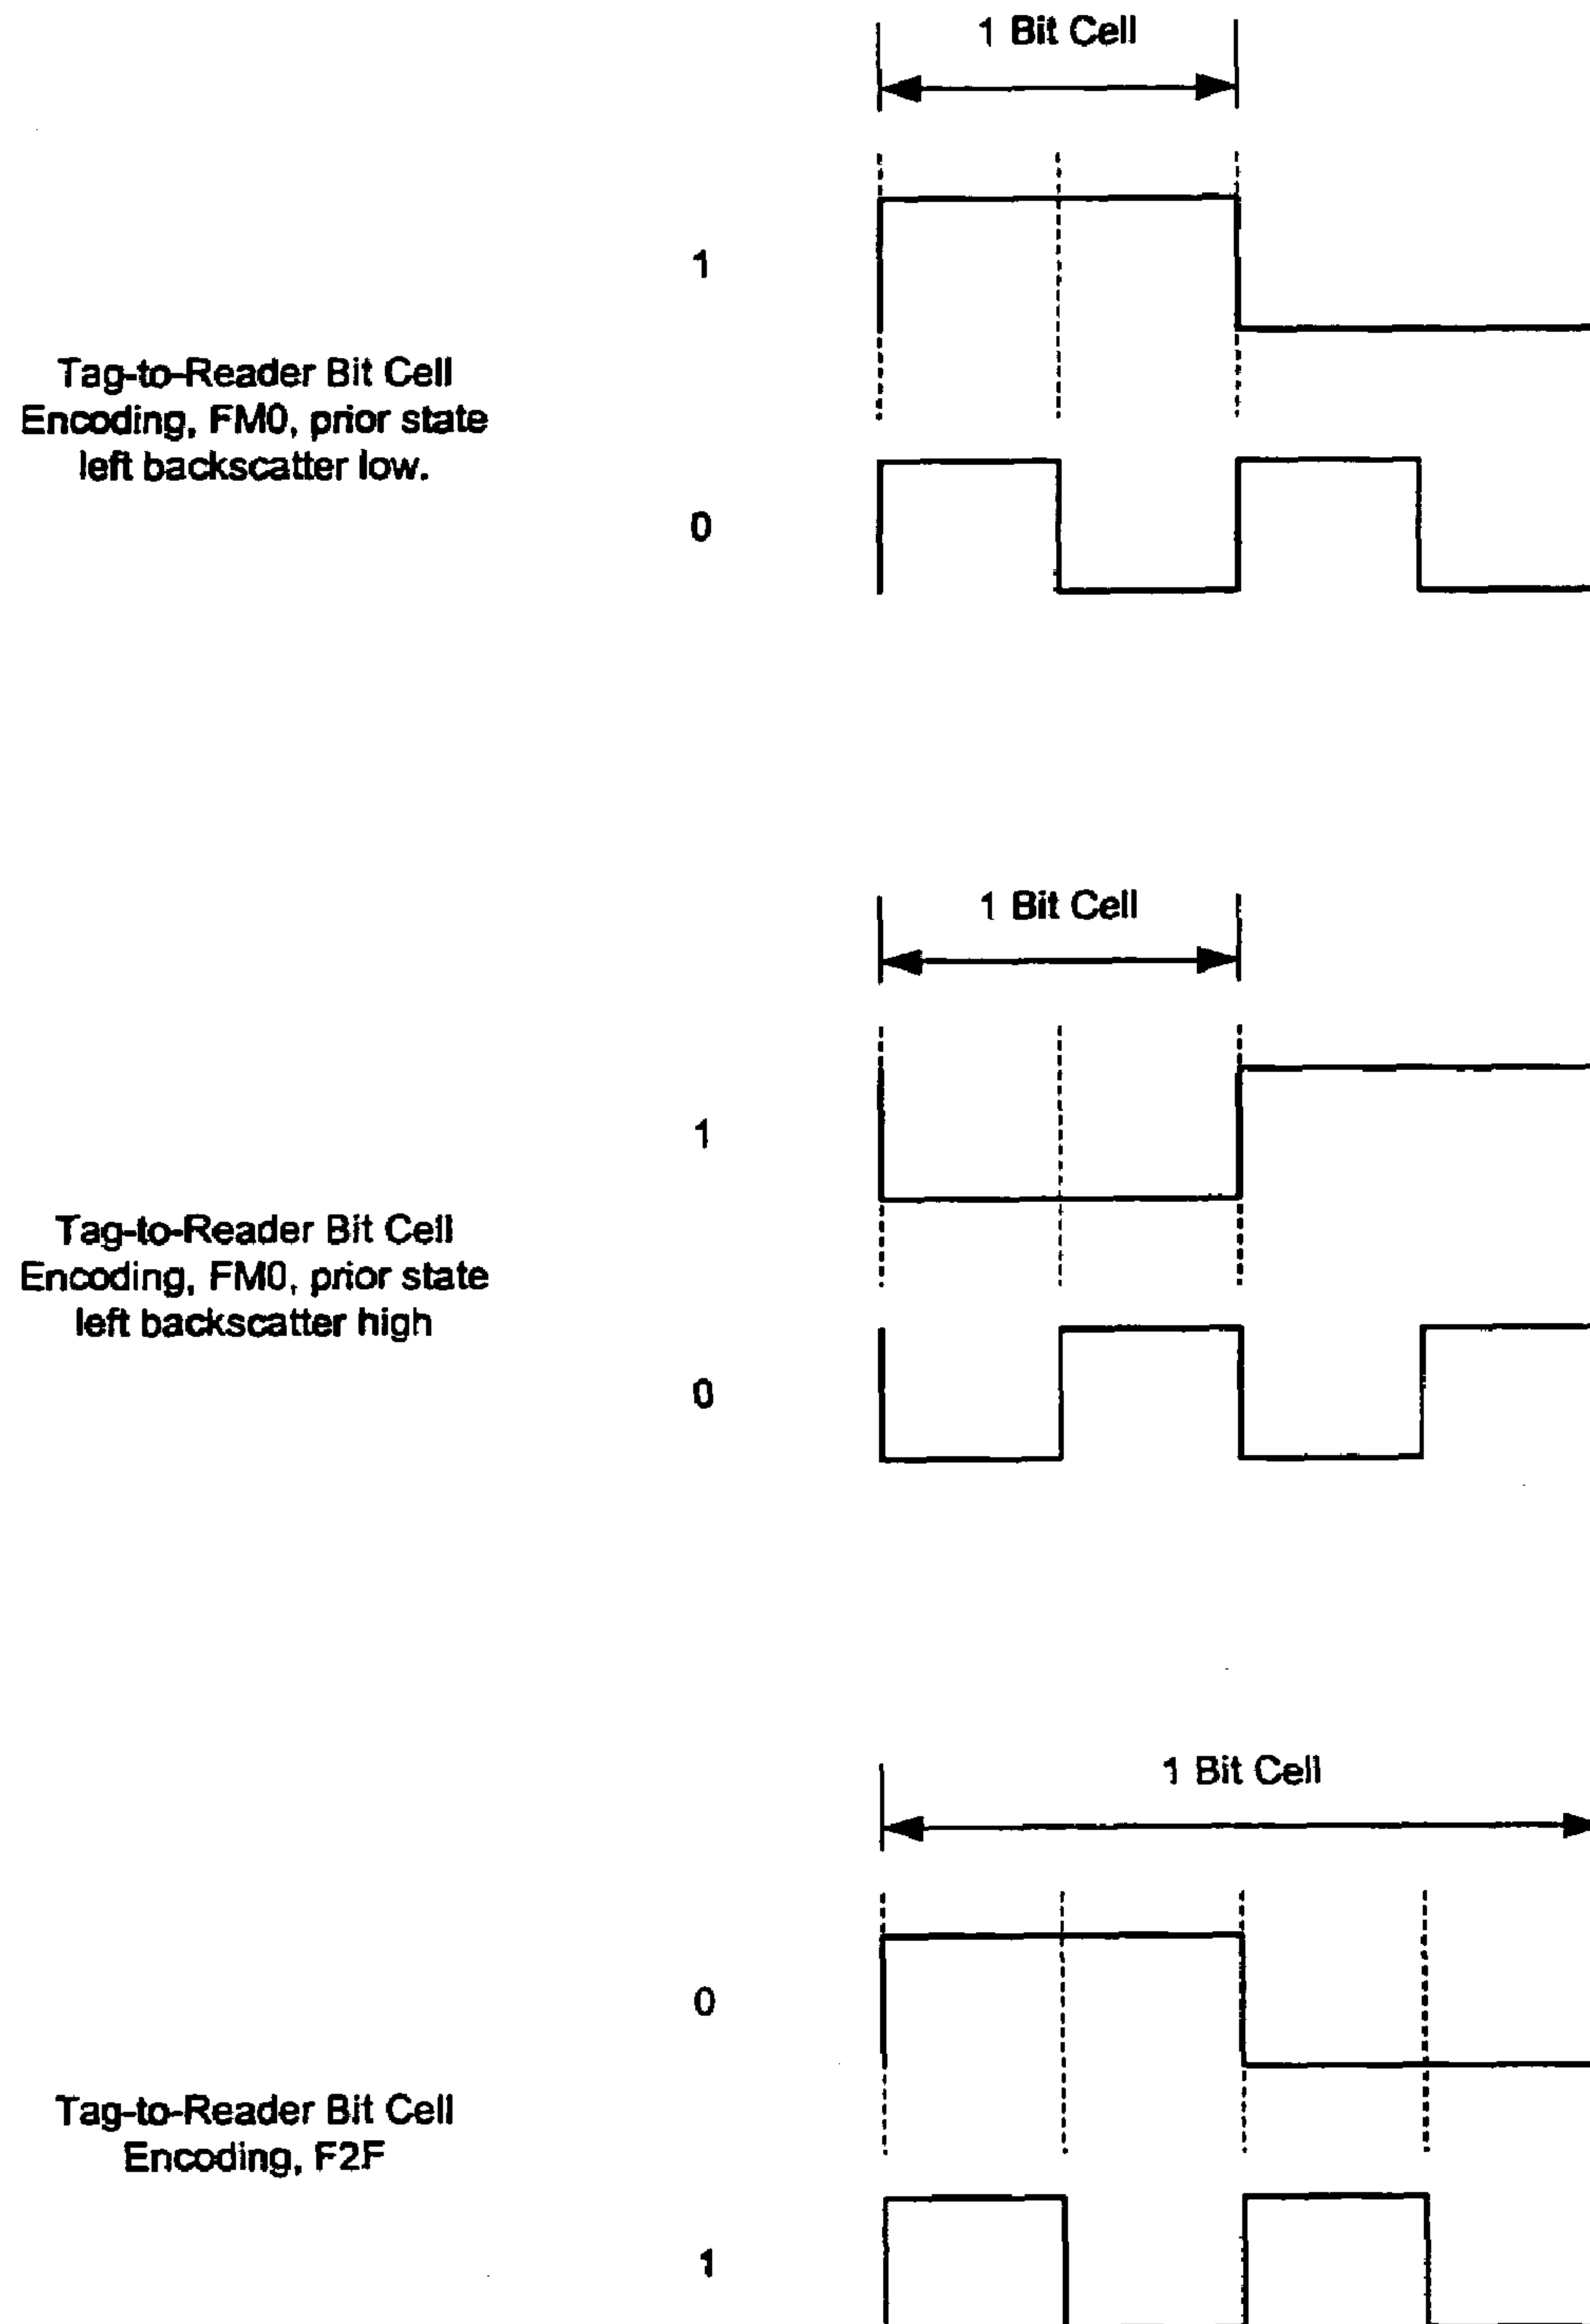 1 Bit Cell
1
Tag-to-Reader Bit Cell
Encoding, FM0, prior state
left backscatter low.
0
1 Bit Cell
1
Tag-to-Reader Bit Cell
Encoding, FM0, prior state
left backscatter high
0
1 Bit Cell
0
Tag-to-Reader Bit Cell
Encoding, F2F
1